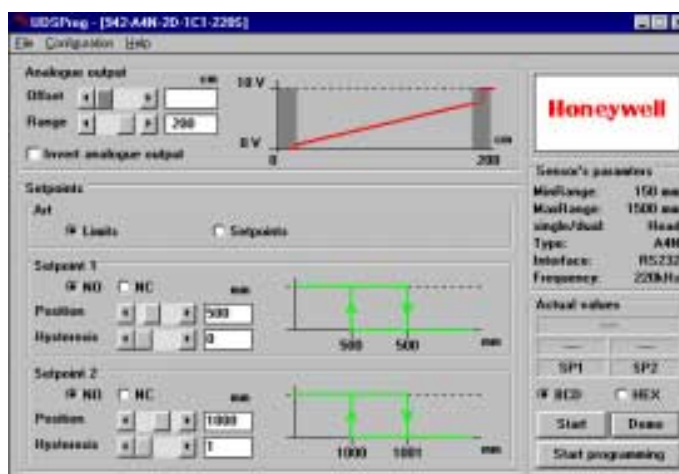 UDSProg - [942-A4N-2D-1C1-220S]
File Configuration Help
Analogue output
cm
Offset
Range 200
Invert analogue output
10 V
0 V
0 200 cm
Setpoints
Art
Limits Setpoints
Setpoint 1
NO NC mm
Position 500
Hysteresis 0
500 500 mm
Setpoint 2
NO NC mm
Position 1000
Hysteresis 1
1000 1001 mm
Honeywell
Sensor's parameters
MinRange: 150 mm
MaxRange: 1500 mm
single/dual: Head
Type: A4N
Interface: RS232
Frequency: 220kHz
Actual values
---
--- ---
SP1 SP2
BCD HEX
Start Demo
Start programming